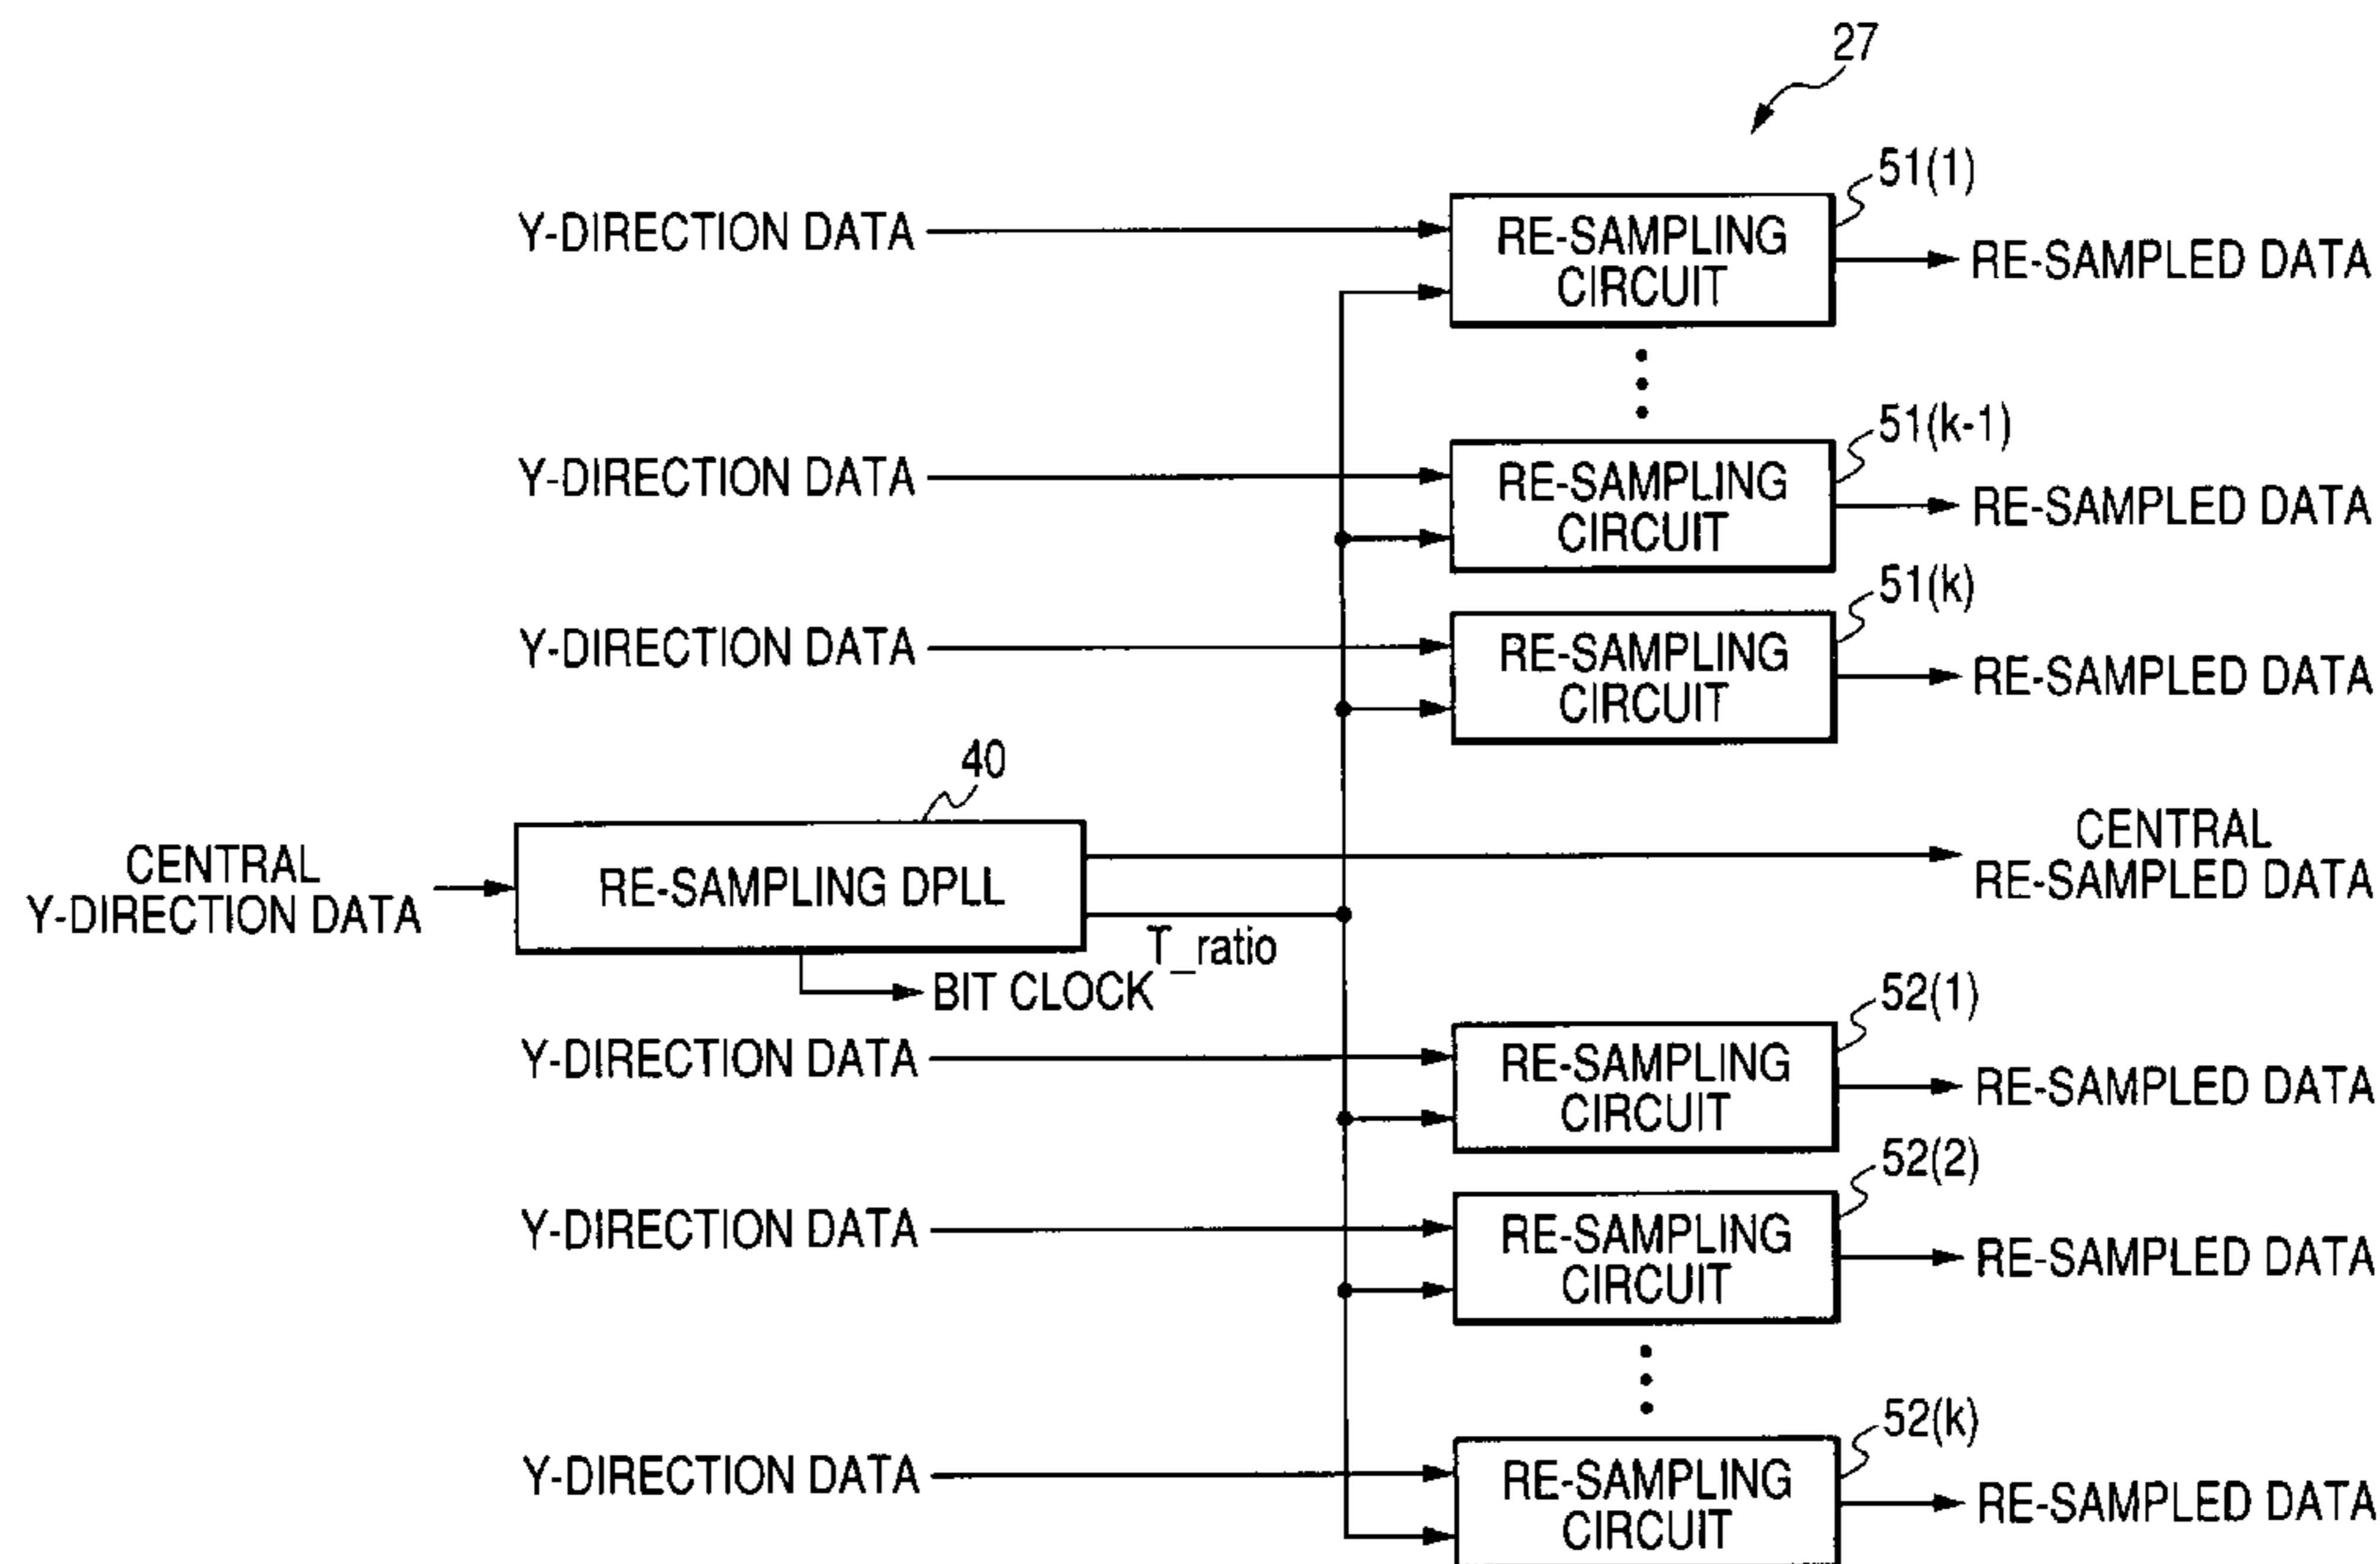 27
51(1)
Y-DIRECTION DATA
RE-SAMPLING
CIRCUIT
RE-SAMPLED DATA
51(k-1)
Y-DIRECTION DATA
RE-SAMPLING
CIRCUIT
RE-SAMPLED DATA
51(k)
Y-DIRECTION DATA
RE-SAMPLING
CIRCUIT
RE-SAMPLED DATA
40
CENTRAL
Y-DIRECTION DATA
RE-SAMPLING DPLL
CENTRAL
RE-SAMPLED DATA
T_ratio
BIT CLOCK
52(1)
Y-DIRECTION DATA
RE-SAMPLING
CIRCUIT
RE-SAMPLED DATA
52(2)
Y-DIRECTION DATA
RE-SAMPLING
CIRCUIT
RE-SAMPLED DATA
52(k)
Y-DIRECTION DATA
RE-SAMPLING
CIRCUIT
RE-SAMPLED DATA